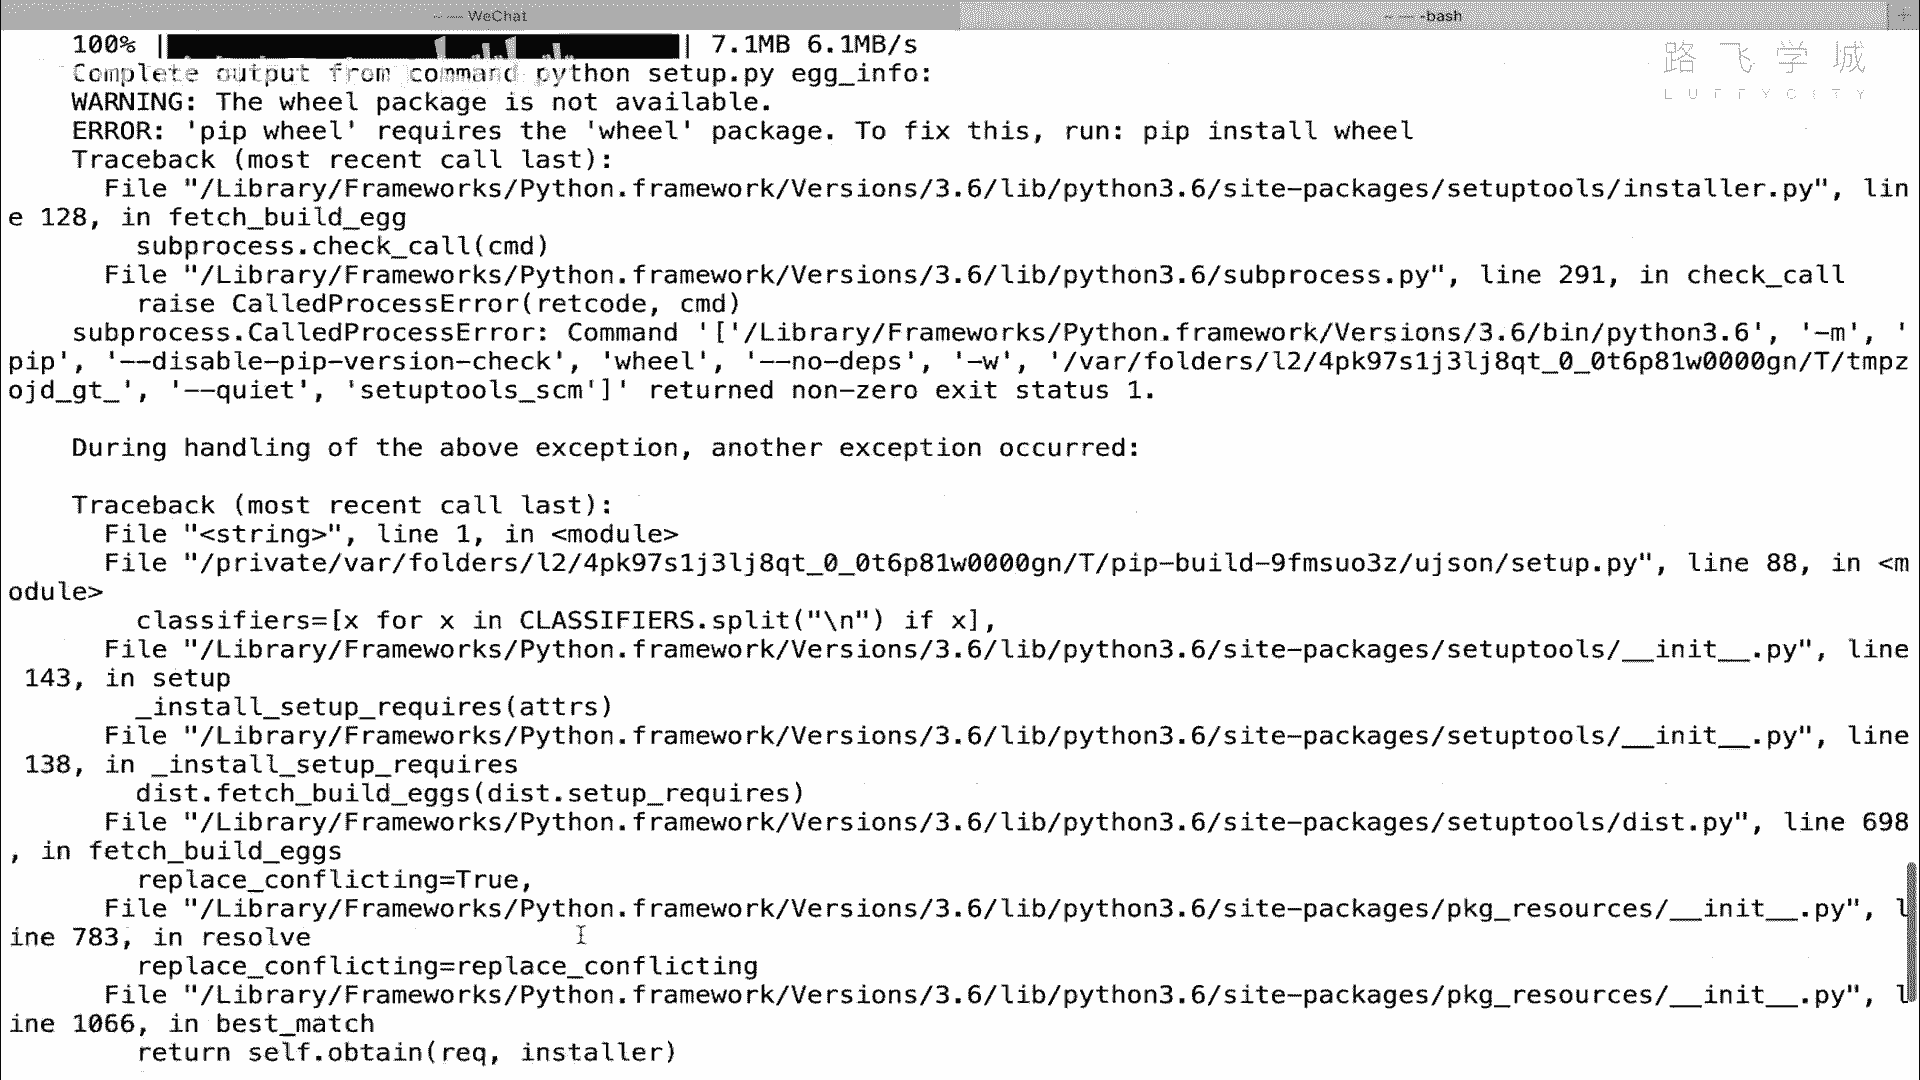 ~ — WeChat
~ — -bash
100% |████████████████████████████████| 7.1MB 6.1MB/s
路飞学城
LUFFYCITY
Complete output from command python setup.py egg_info:
WARNING: The wheel package is not available.
ERROR: 'pip wheel' requires the 'wheel' package. To fix this, run: pip install wheel
Traceback (most recent call last):
File "/Library/Frameworks/Python.framework/Versions/3.6/lib/python3.6/site-packages/setuptools/installer.py", lin
e 128, in fetch_build_egg
subprocess.check_call(cmd)
File "/Library/Frameworks/Python.framework/Versions/3.6/lib/python3.6/subprocess.py", line 291, in check_call
raise CalledProcessError(retcode, cmd)
subprocess.CalledProcessError: Command '['/Library/Frameworks/Python.framework/Versions/3.6/bin/python3.6', '-m', '
pip', '--disable-pip-version-check', 'wheel', '--no-deps', '-w', '/var/folders/l2/4pk97s1j3lj8qt_0_0t6p81w0000gn/T/tmpz
ojd_gt_', '--quiet', 'setuptools_scm']' returned non-zero exit status 1.
During handling of the above exception, another exception occurred:
Traceback (most recent call last):
File "<string>", line 1, in <module>
File "/private/var/folders/l2/4pk97s1j3lj8qt_0_0t6p81w0000gn/T/pip-build-9fmsuo3z/ujson/setup.py", line 88, in <m
odule>
classifiers=[x for x in CLASSIFIERS.split("\n") if x],
File "/Library/Frameworks/Python.framework/Versions/3.6/lib/python3.6/site-packages/setuptools/__init__.py", line
143, in setup
_install_setup_requires(attrs)
File "/Library/Frameworks/Python.framework/Versions/3.6/lib/python3.6/site-packages/setuptools/__init__.py", line
138, in _install_setup_requires
dist.fetch_build_eggs(dist.setup_requires)
File "/Library/Frameworks/Python.framework/Versions/3.6/lib/python3.6/site-packages/setuptools/dist.py", line 698
, in fetch_build_eggs
replace_conflicting=True,
File "/Library/Frameworks/Python.framework/Versions/3.6/lib/python3.6/site-packages/pkg_resources/__init__.py", l
ine 783, in resolve
replace_conflicting=replace_conflicting
File "/Library/Frameworks/Python.framework/Versions/3.6/lib/python3.6/site-packages/pkg_resources/__init__.py", l
ine 1066, in best_match
return self.obtain(req, installer)